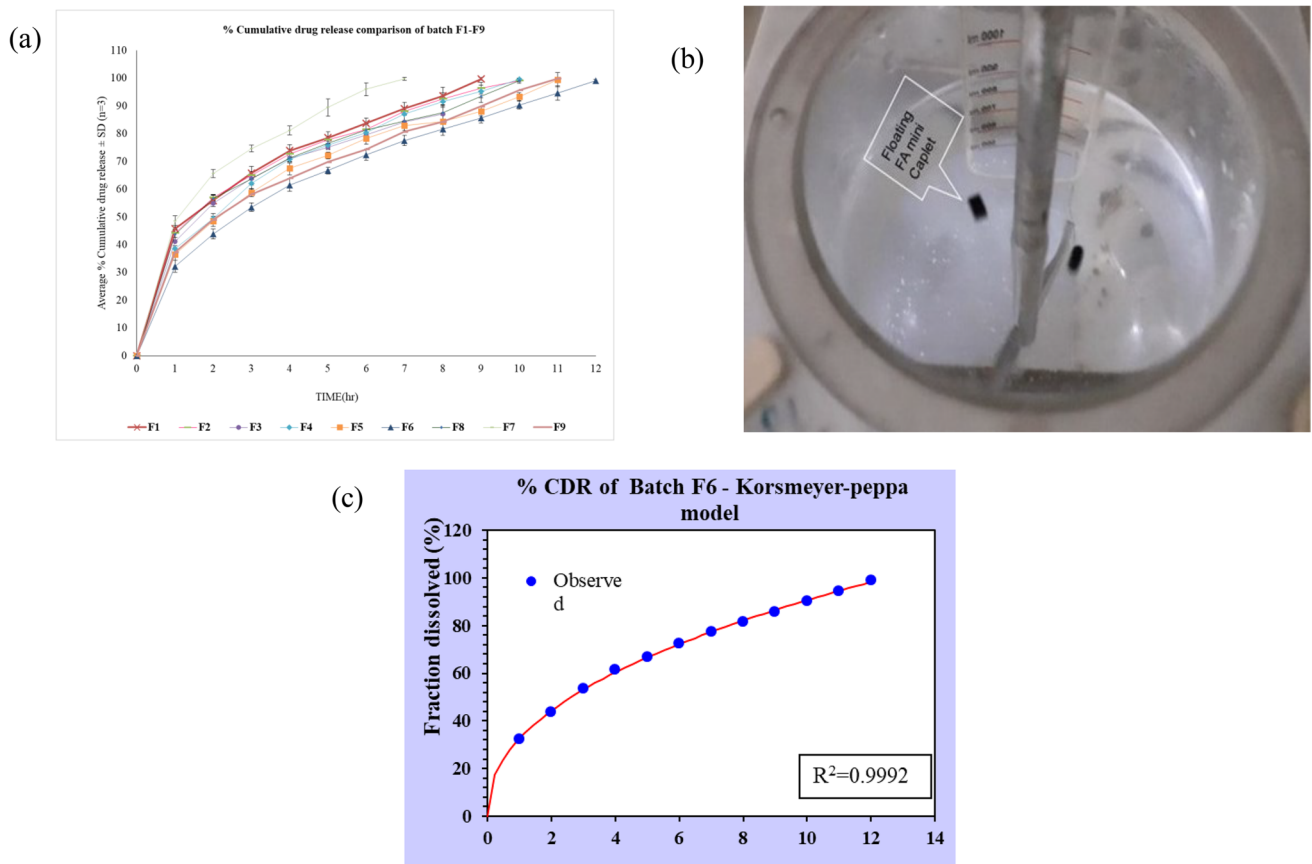 (a)
% Cumulative drug release comparison of batch F1-F9
Average % Cumulative drug release ± SD (n=3)
110
100
90
80
70
60
50
40
30
20
10
0
0 1 2 3 4 5 6 7 8 9 10 11 12
TIME(hr)
F1 F2 F3 F4 F5 F6 F8 F7 F9
(b)
1000
Floating
FA mini
Caplet
(c)
% CDR of Batch F6 - Korsmeyer-peppa
model
Fraction dissolved (%)
120
100
80
60
40
20
0
Observe
d
R²=0.9992
0 2 4 6 8 10 12 14